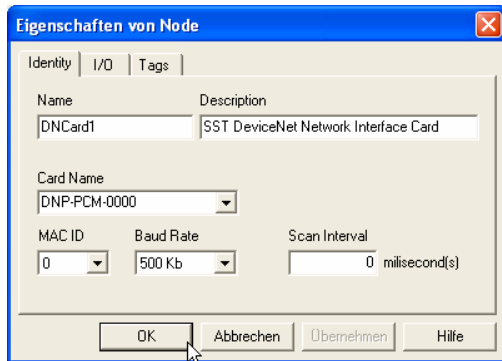 Eigenschaften von Node
Identity I/O Tags
Name Description
DNCard1 SST DeviceNet Network Interface Card
Card Name
DNP-PCM-0000
MAC ID Baud Rate Scan Interval
0 500 Kb 0 milisecond(s)
OK Abbrechen Übernehmen Hilfe